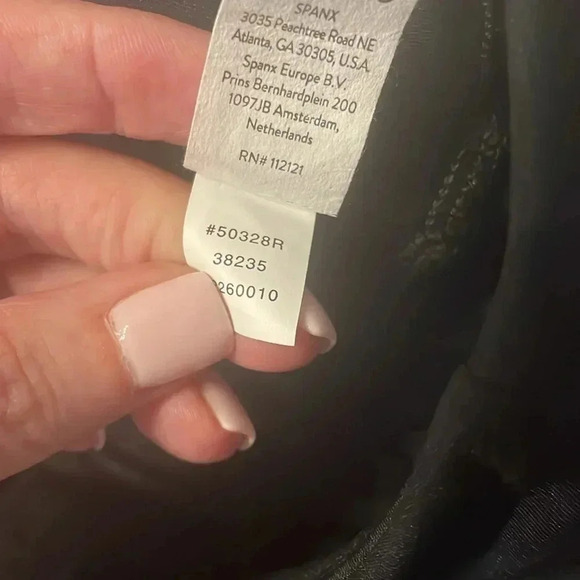 SPANX
3035 Peachtree Road NE
Atlanta, GA 30305, U.S.A.
Spanx Europe B.V.
Prins Bernhardplein 200
1097JB Amsterdam,
Netherlands
RN# 112121
#50328R
38235
260010